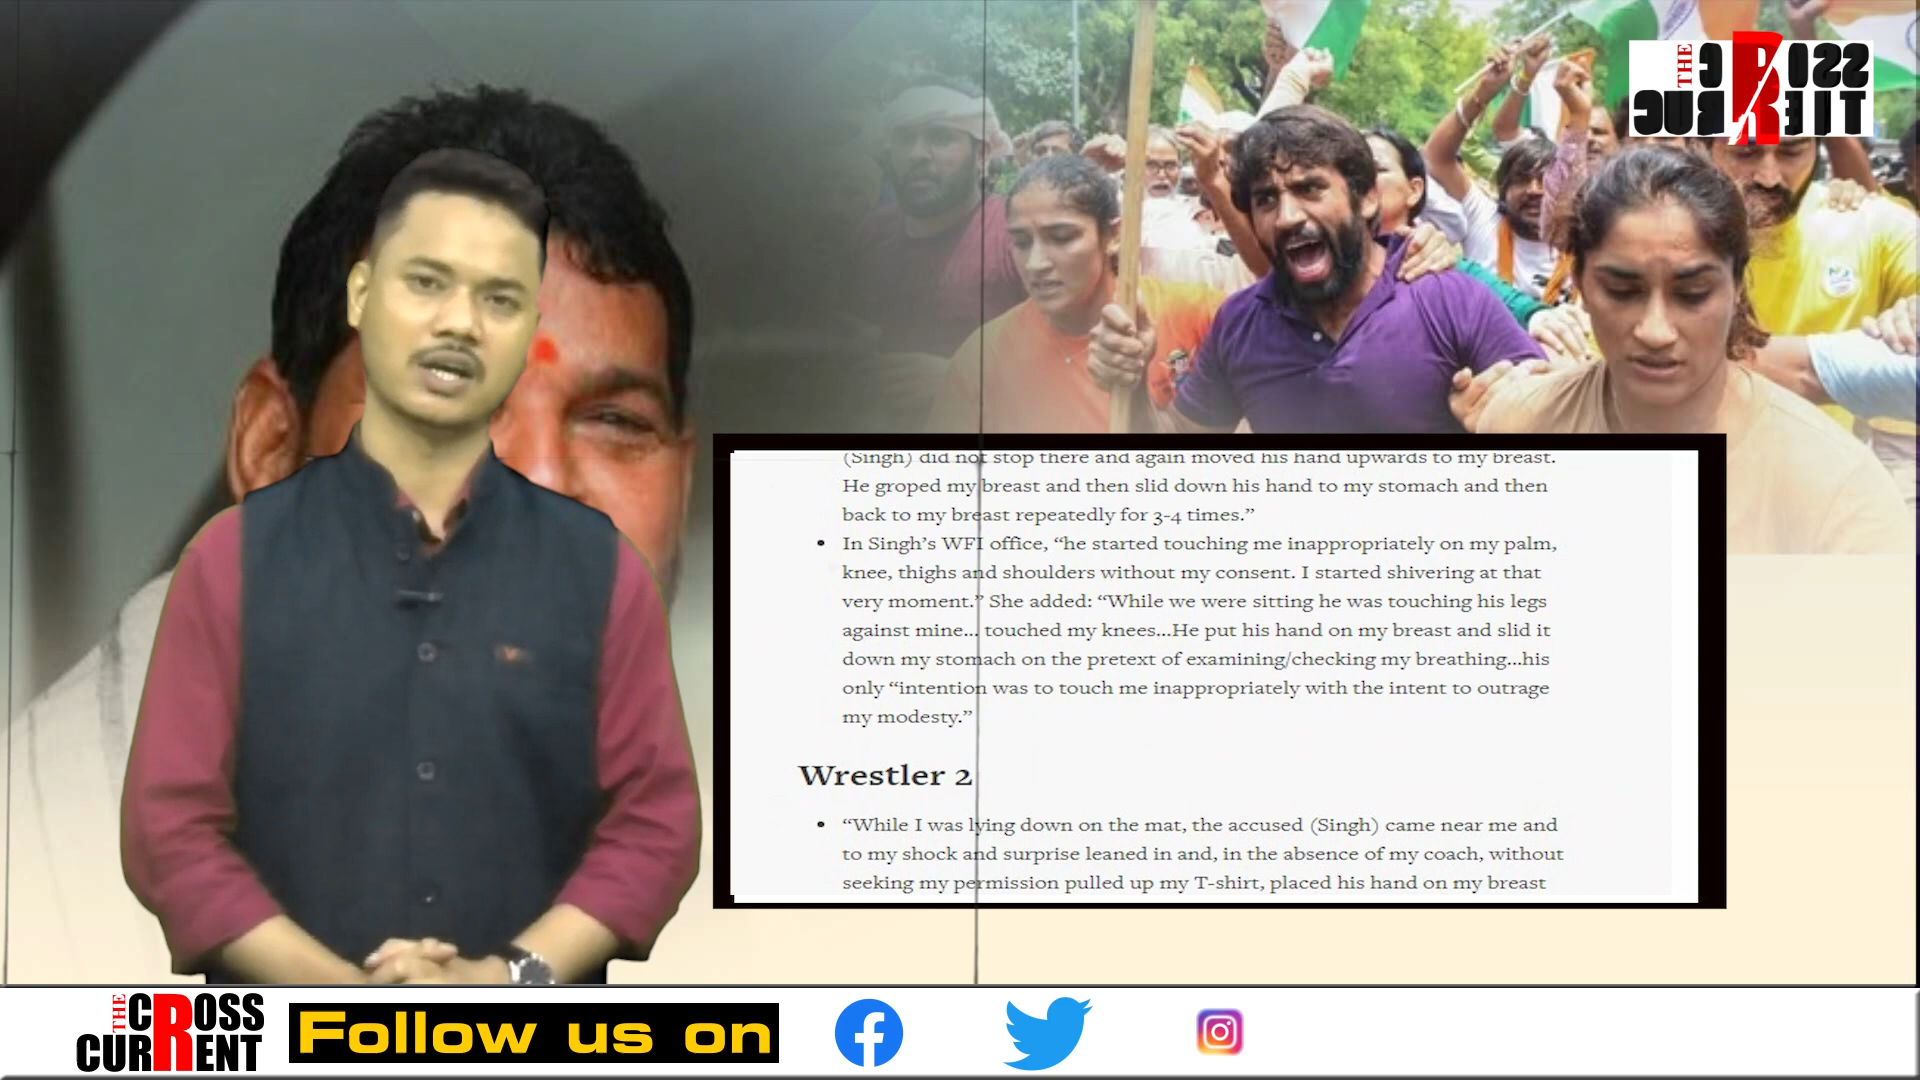 THE
CROSS
CURRENT
(Singh) did not stop there and again moved his hand upwards to my breast.
He groped my breast and then slid down his hand to my stomach and then
back to my breast repeatedly for 3-4 times.”
• In Singh’s WFI office, “he started touching me inappropriately on my palm,
knee, thighs and shoulders without my consent. I started shivering at that
very moment.” She added: “While we were sitting he was touching his legs
against mine... touched my knees...He put his hand on my breast and slid it
down my stomach on the pretext of examining/checking my breathing...his
only “intention was to touch me inappropriately with the intent to outrage
my modesty.”
Wrestler 2
• “While I was lying down on the mat, the accused (Singh) came near me and
to my shock and surprise leaned in and, in the absence of my coach, without
seeking my permission pulled up my T-shirt, placed his hand on my breast
THE
CROSS
CURRENT
Follow us on